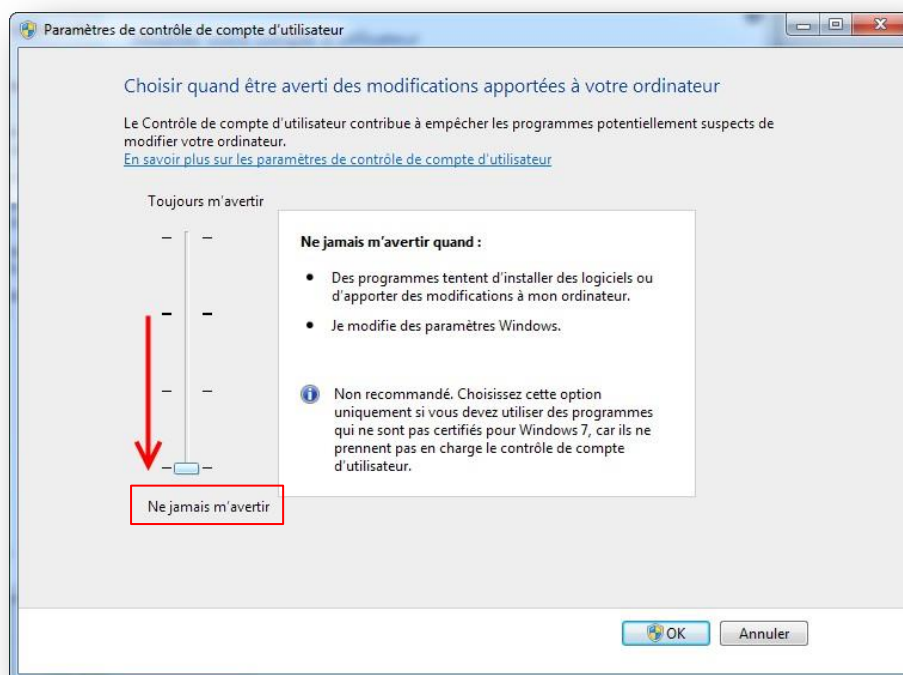 Paramètres de contrôle de compte d'utilisateur
Choisir quand être averti des modifications apportées à votre ordinateur
Le Contrôle de compte d'utilisateur contribue à empêcher les programmes potentiellement suspects de
modifier votre ordinateur.
En savoir plus sur les paramètres de contrôle de compte d'utilisateur
Toujours m'avertir
Ne jamais m'avertir quand :
• Des programmes tentent d'installer des logiciels ou
d'apporter des modifications à mon ordinateur.
• Je modifie des paramètres Windows.
Non recommandé. Choisissez cette option
uniquement si vous devez utiliser des programmes
qui ne sont pas certifiés pour Windows 7, car ils ne
prennent pas en charge le contrôle de compte
d'utilisateur.
Ne jamais m'avertir
OK
Annuler